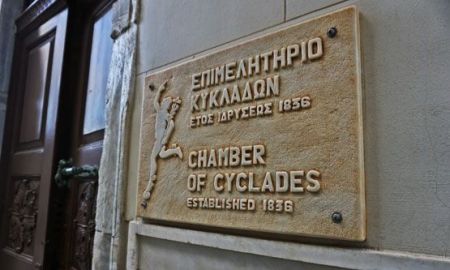 ΕΠΙΜΕΛΗΤΗΡΙΟ
ΚΥΚΛΑΔΩΝ
ΕΤΟΣ ΙΔΡΥΣΕΩΣ 1836
CHAMBER
OF CYCLADES
ESTABLISHED 1836